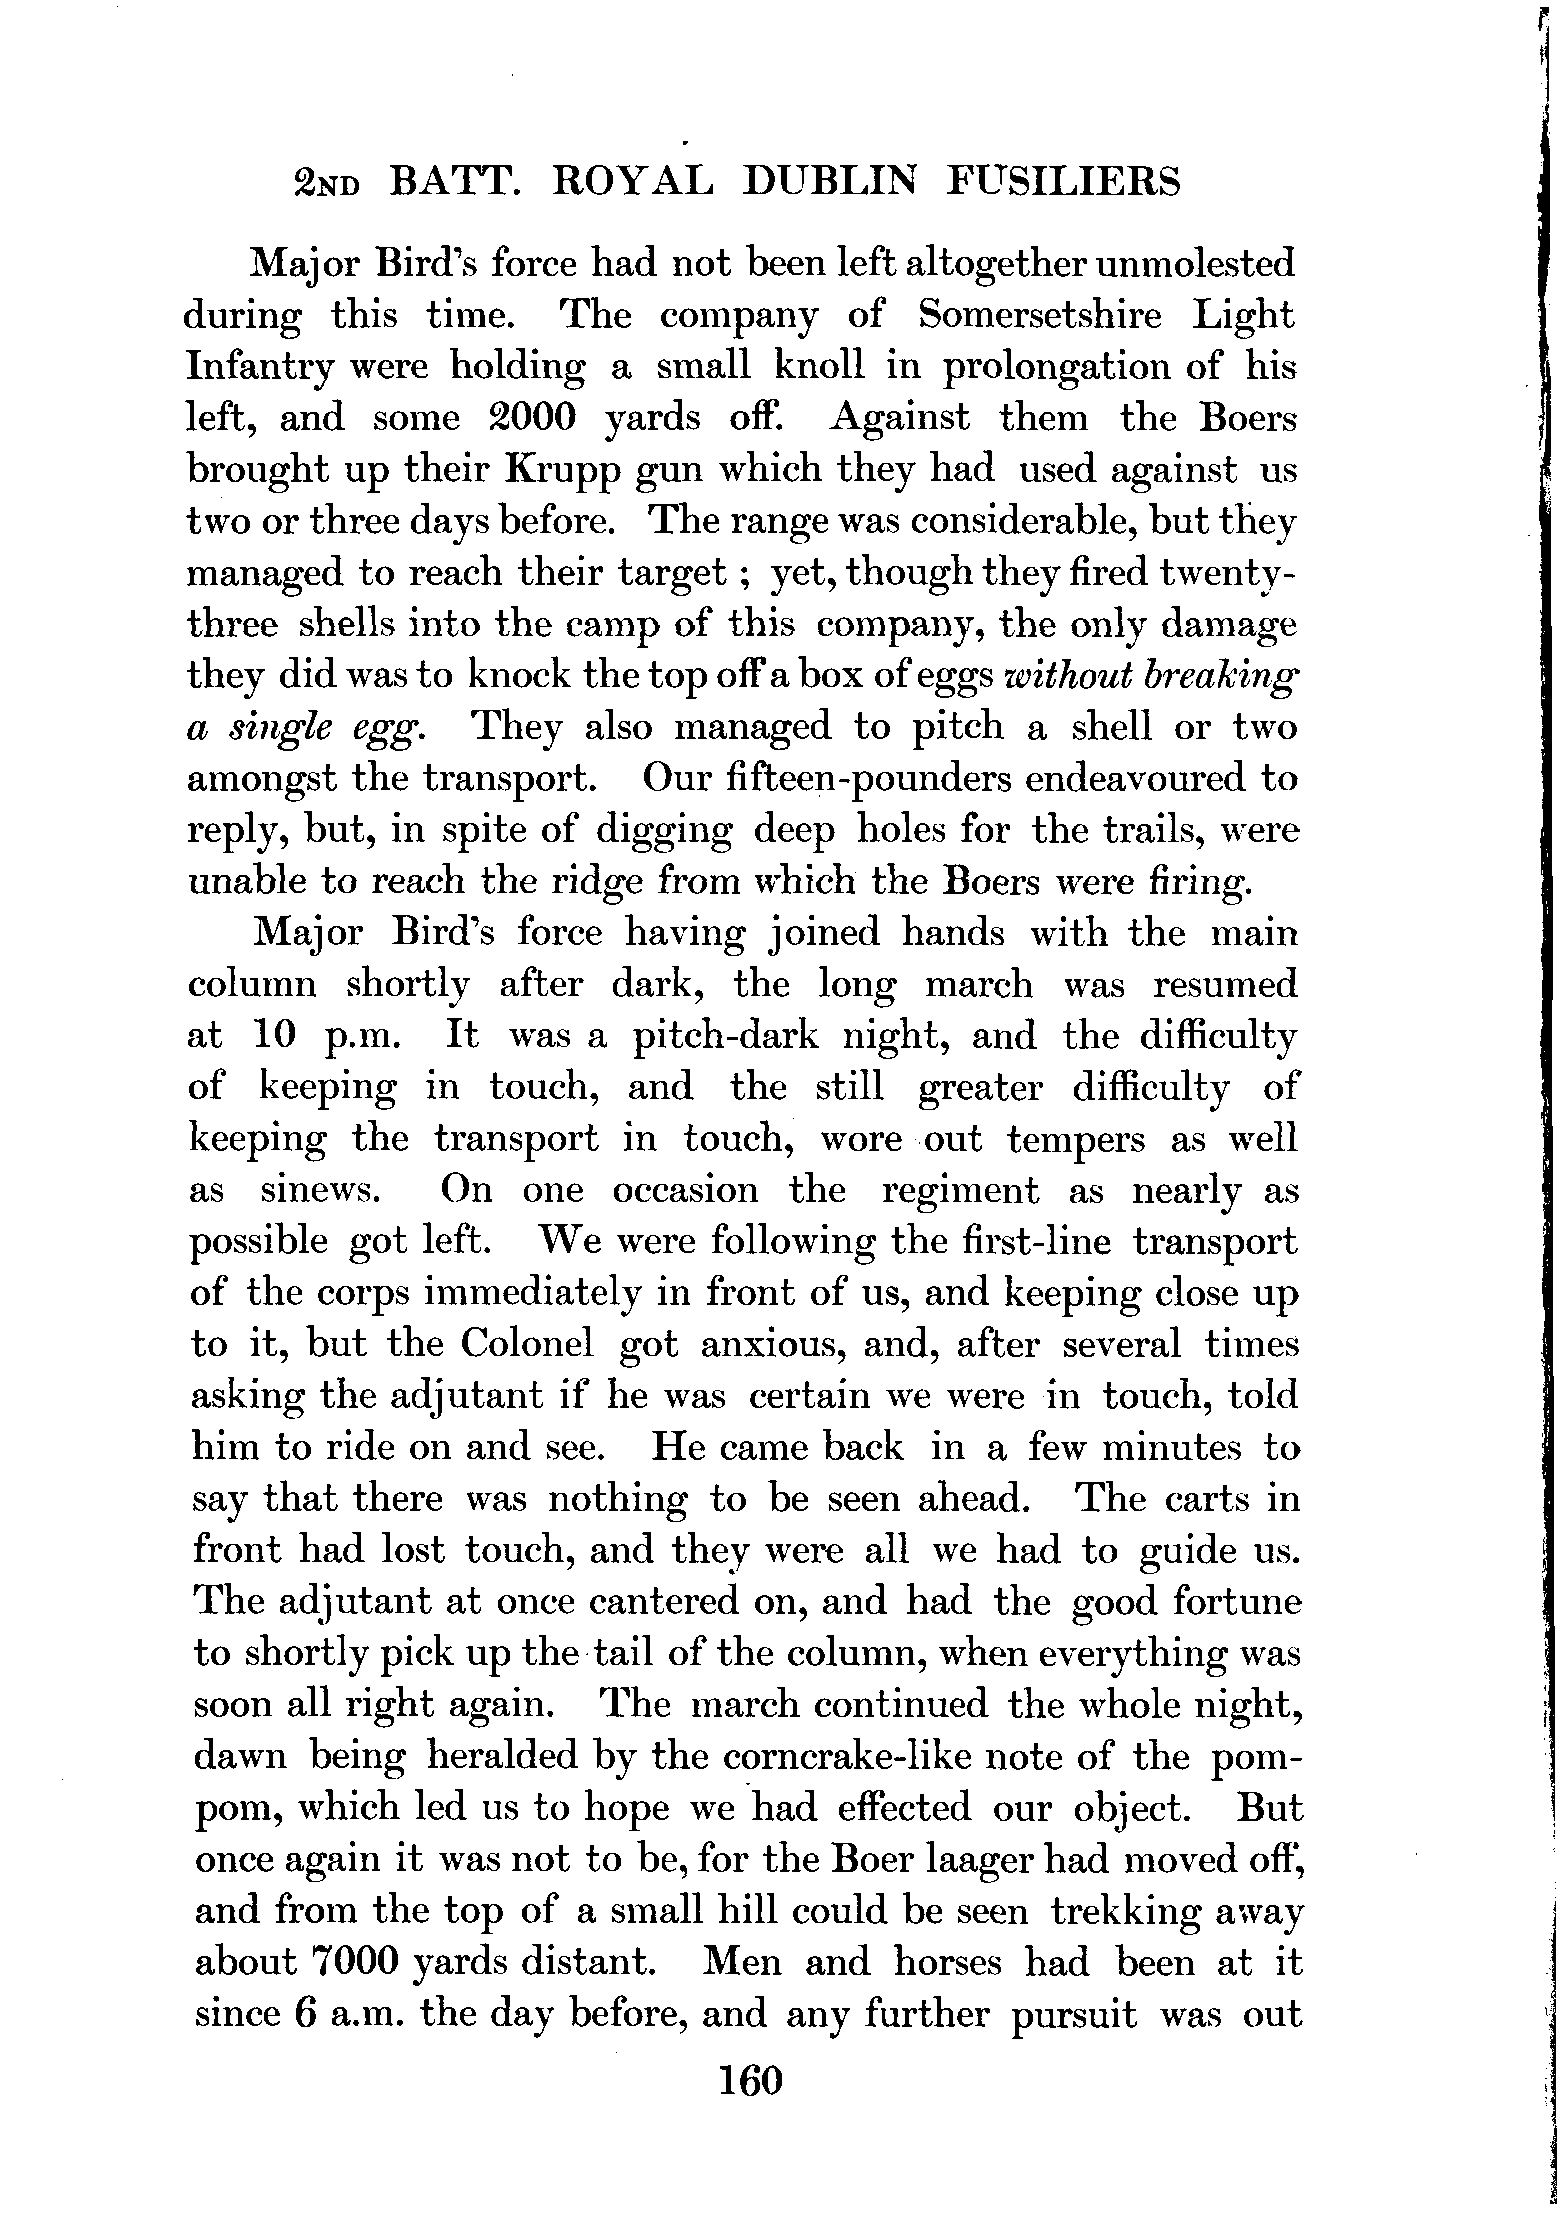 2ND BATT. ROYAL DUBLIN FUSILIERS
Major Bird's force had not been left altogether unmolested
during this time. The company of Somersetshire Light
Infantry were holding a small knoll in prolongation of his
left, and some 2000 yards off. Against them the Boers
brought up their Krupp gun which they had used against us
two or three days before. The range was considerable, but they
managed to reach their target ; yet, though they fired twenty-
three shells into the camp of this company, the only damage
they did was to knock the top off a box of eggs without breaking
a single egg. They also managed to pitch a shell or two
amongst the transport. Our fifteen-pounders endeavoured to
reply, but, in spite of digging deep holes for the trails, were
unable to reach the ridge from which the Boers were firing.
Major Bird's force having joined hands with the main
column shortly after dark, the long march was resumed
at 10 p.m. It was a pitch-dark night, and the difficulty
of keeping in touch, and the still greater difficulty of
keeping the transport in touch, wore out tempers as well
as sinews. On one occasion the regiment as nearly as
possible got left. We were following the first-line transport
of the corps immediately in front of us, and keeping close up
to it, but the Colonel got anxious, and, after several times
asking the adjutant if he was certain we were in touch, told
him to ride on and see. He came back in a few minutes to
say that there was nothing to be seen ahead. The carts in
front had lost touch, and they were all we had to guide us.
The adjutant at once cantered on, and had the good fortune
to shortly pick up the tail of the column, when everything was
soon all right again. The march continued the whole night,
dawn being heralded by the corncrake-like note of the pom-
pom, which led us to hope we had effected our object. But
once again it was not to be, for the Boer laager had moved off,
and from the top of a small hill could be seen trekking away
about 7000 yards distant. Men and horses had been at it
since 6 a.m. the day before, and any further pursuit was out
160